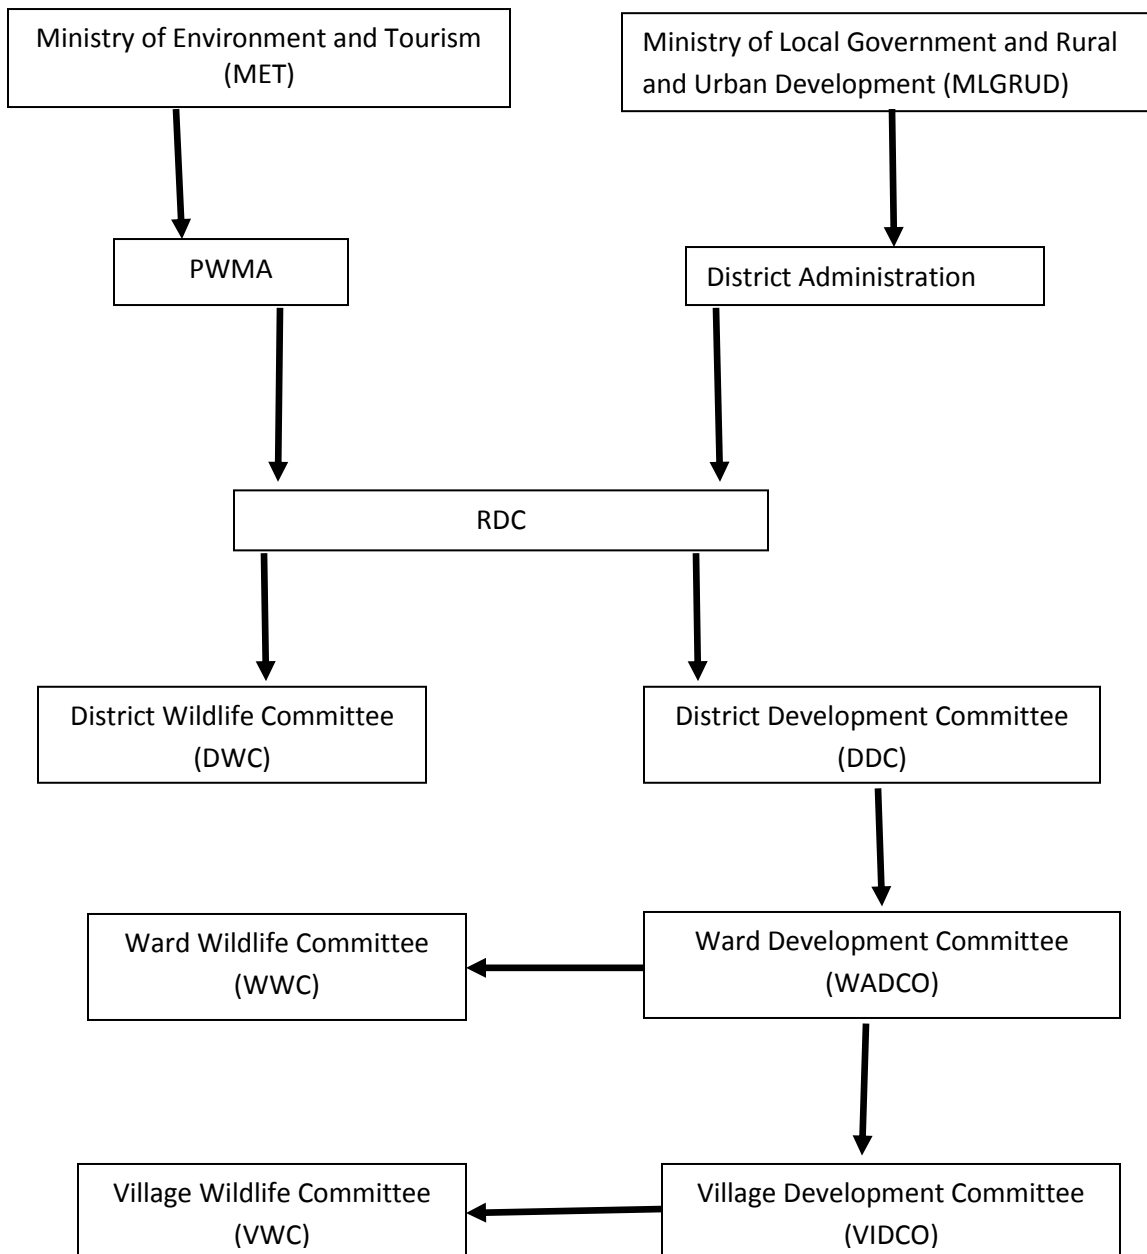 Ministry of Environment and Tourism
(MET)
Ministry of Local Government and Rural
and Urban Development (MLGRUD)
PWMA
District Administration
RDC
District Wildlife Committee
(DWC)
District Development Committee
(DDC)
Ward Wildlife Committee
(WWC)
Ward Development Committee
(WADCO)
Village Wildlife Committee
(VWC)
Village Development Committee
(VIDCO)